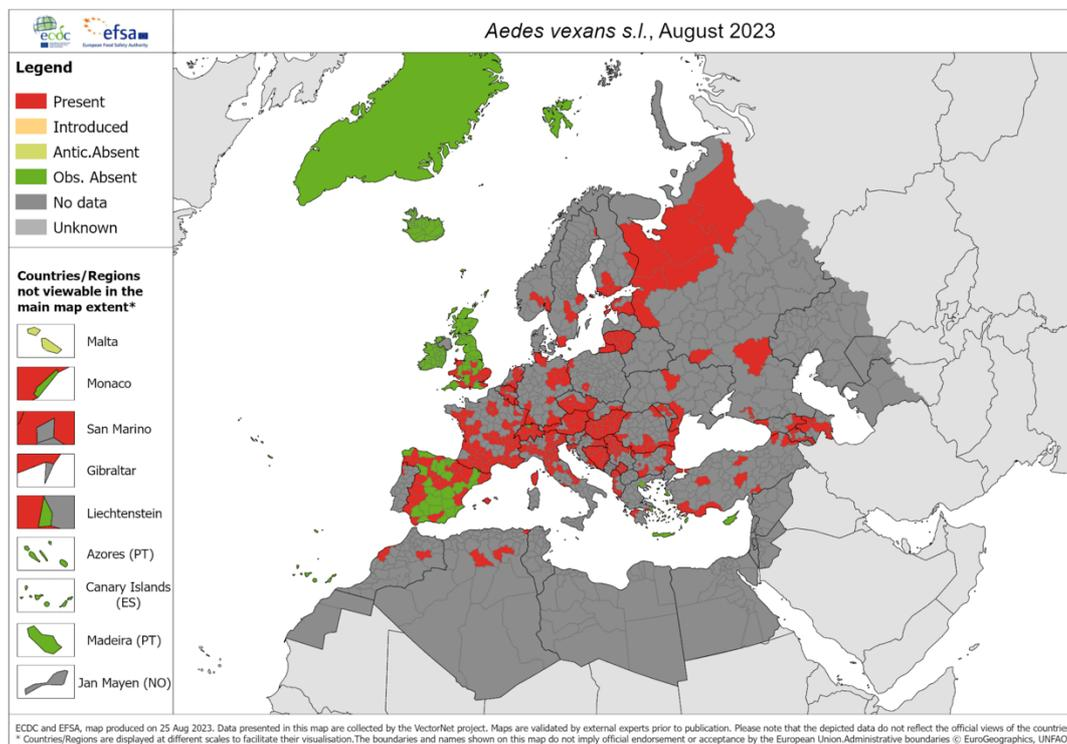 ecdc
efsa
European Food Safety Authority
Aedes vexans s.l., August 2023
Legend
Present
Introduced
Antic.Absent
Obs. Absent
No data
Unknown
Countries/Regions
not viewable in the
main map extent*
Malta
Monaco
San Marino
Gibraltar
Liechtenstein
Azores (PT)
Canary Islands
(ES)
Madeira (PT)
Jan Mayen (NO)
ECDC and EFSA, map produced on 25 Aug 2023. Data presented in this map are collected by the VectorNet project. Maps are validated by external experts prior to publication. Please note that the depicted data do not reflect the official views of the countrie
* Countries/Regions are displayed at different scales to facilitate their visualisation.The boundaries and names shown on this map do not imply official endorsement or acceptance by the European Union.Administrative boundaries © EuroGeographics, UNFAO